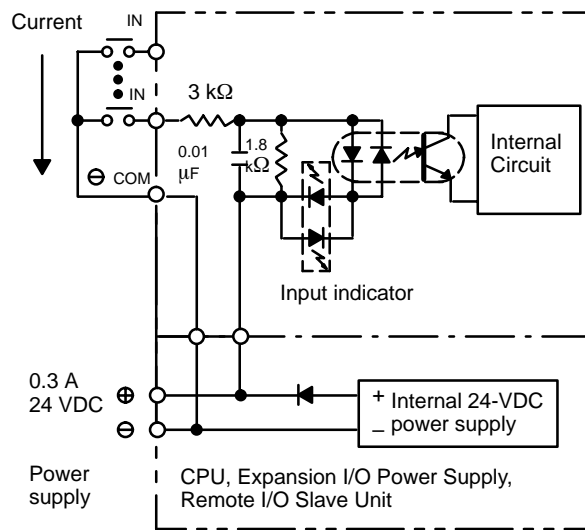 Current
IN
IN
3 kΩ
0.01
μF
1.8
kΩ
⊖ COM
Internal
Circuit
Input indicator
0.3 A
24 VDC
⊕
⊖
+ Internal 24-VDC
– power supply
Power
supply
CPU, Expansion I/O Power Supply,
Remote I/O Slave Unit